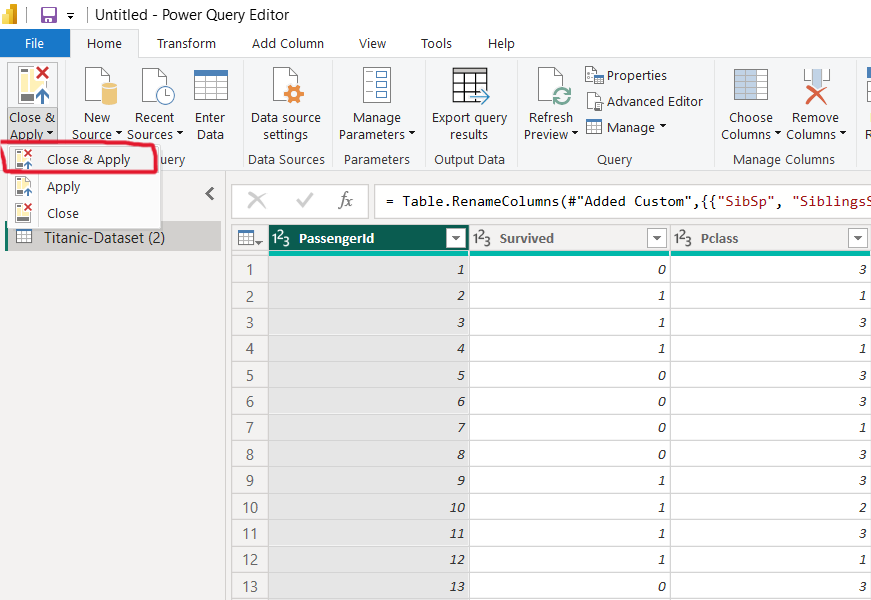 Untitled - Power Query Editor
File Home Transform Add Column View Tools Help
Close & Apply
New Source
Recent Sources
Enter Data
Data source settings
Manage Parameters
Export query results
Refresh Preview
Properties
Advanced Editor
Manage
Choose Columns
Remove Columns
Data Sources Parameters Output Data Query Manage Columns
Close & Apply
Apply
Close
Titanic-Dataset (2)
fx = Table.RenameColumns(#"Added Custom",{{"SibSp", "Siblings
123 PassengerId 123 Survived 123 Pclass
1 1 0 3
2 2 1 1
3 3 1 3
4 4 1 1
5 5 0 3
6 6 0 3
7 7 0 1
8 8 0 3
9 9 1 3
10 10 1 2
11 11 1 3
12 12 1 1
13 13 0 3